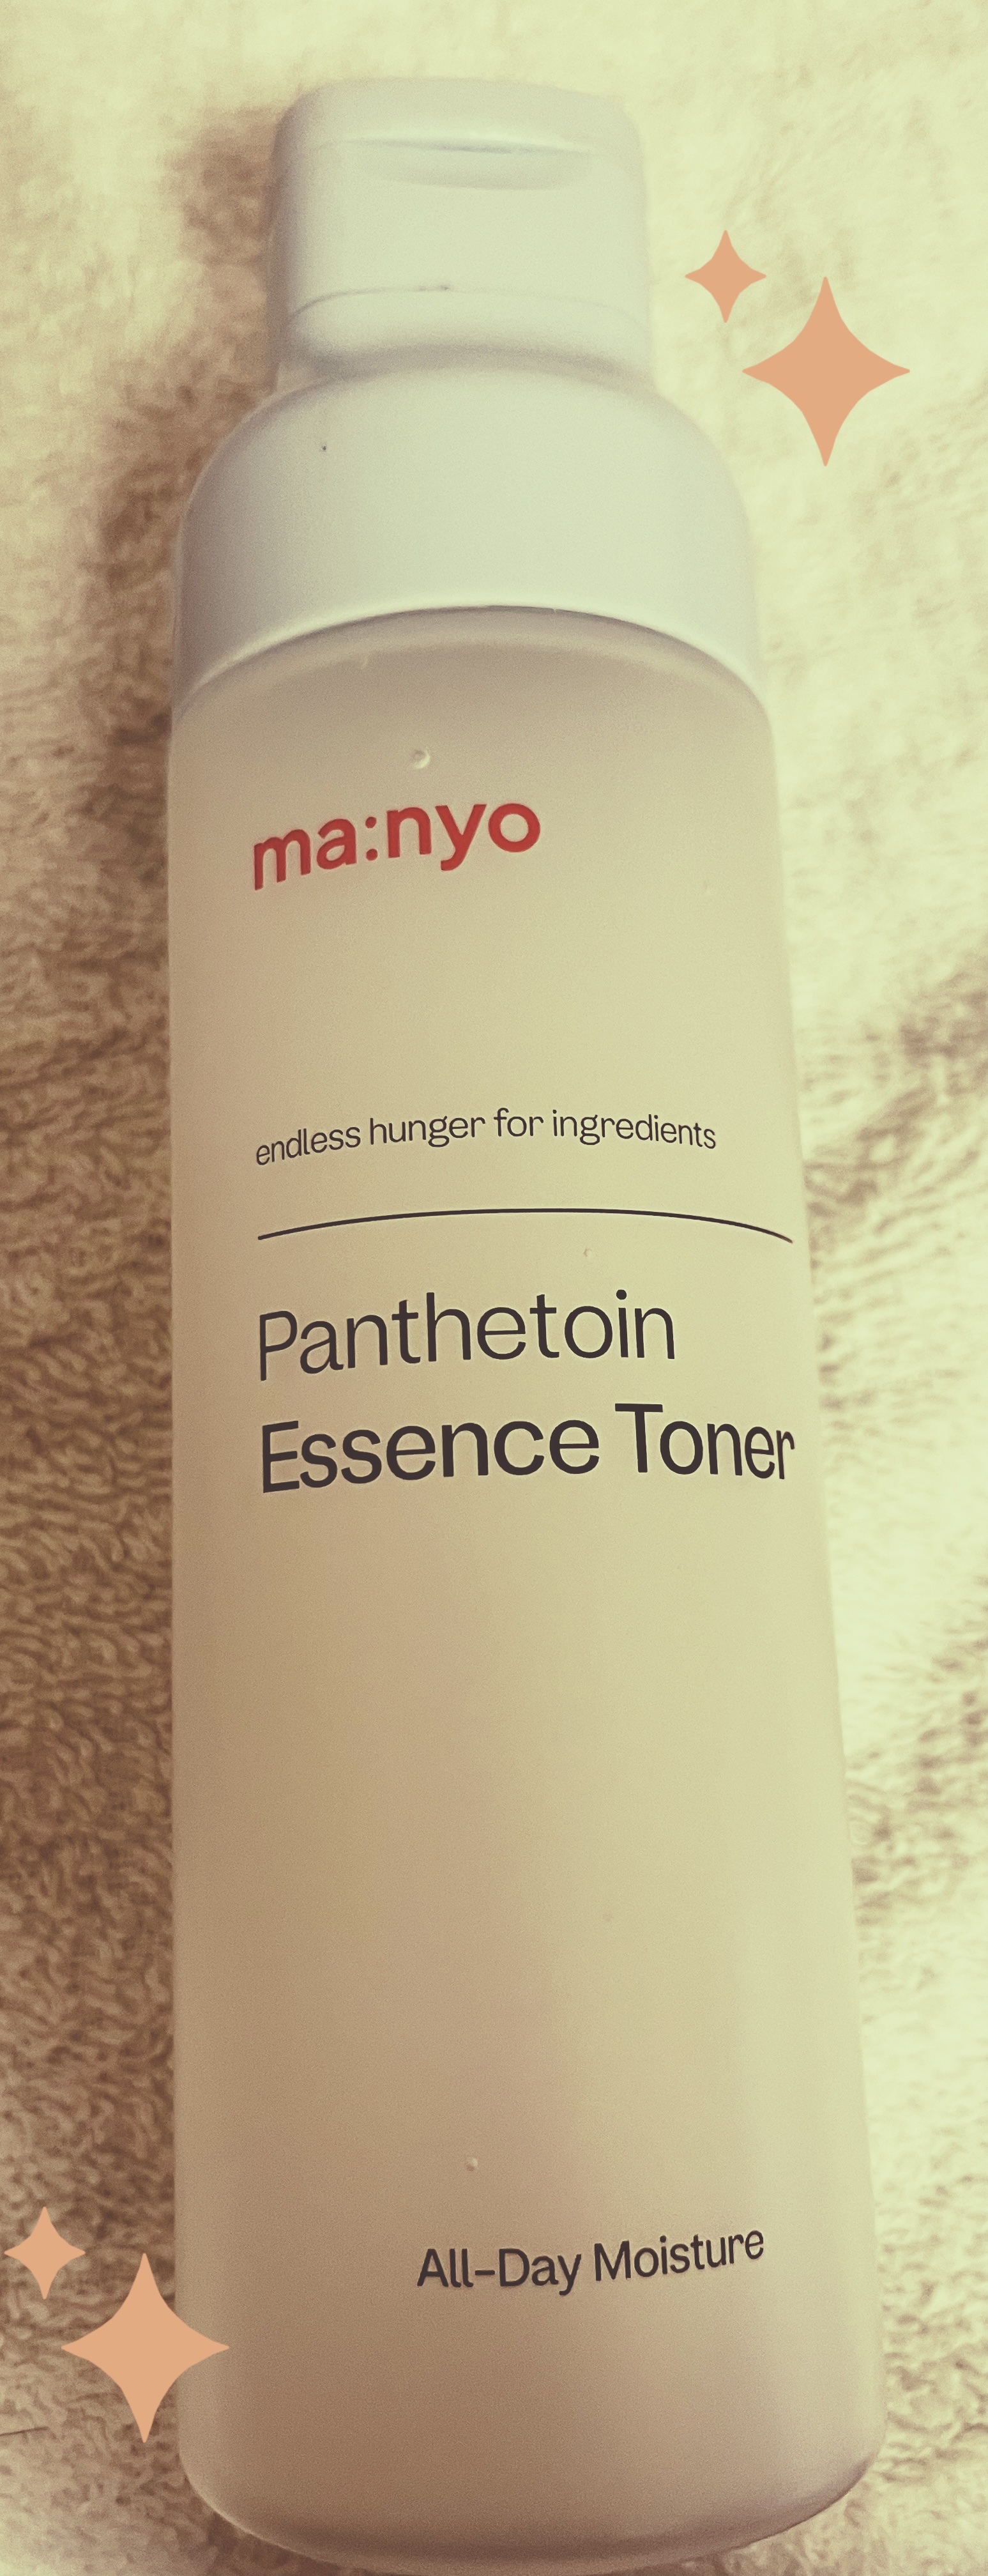 ma:nyo
endless hunger for ingredients
Panthetoin
Essence Toner
All-Day Moisture